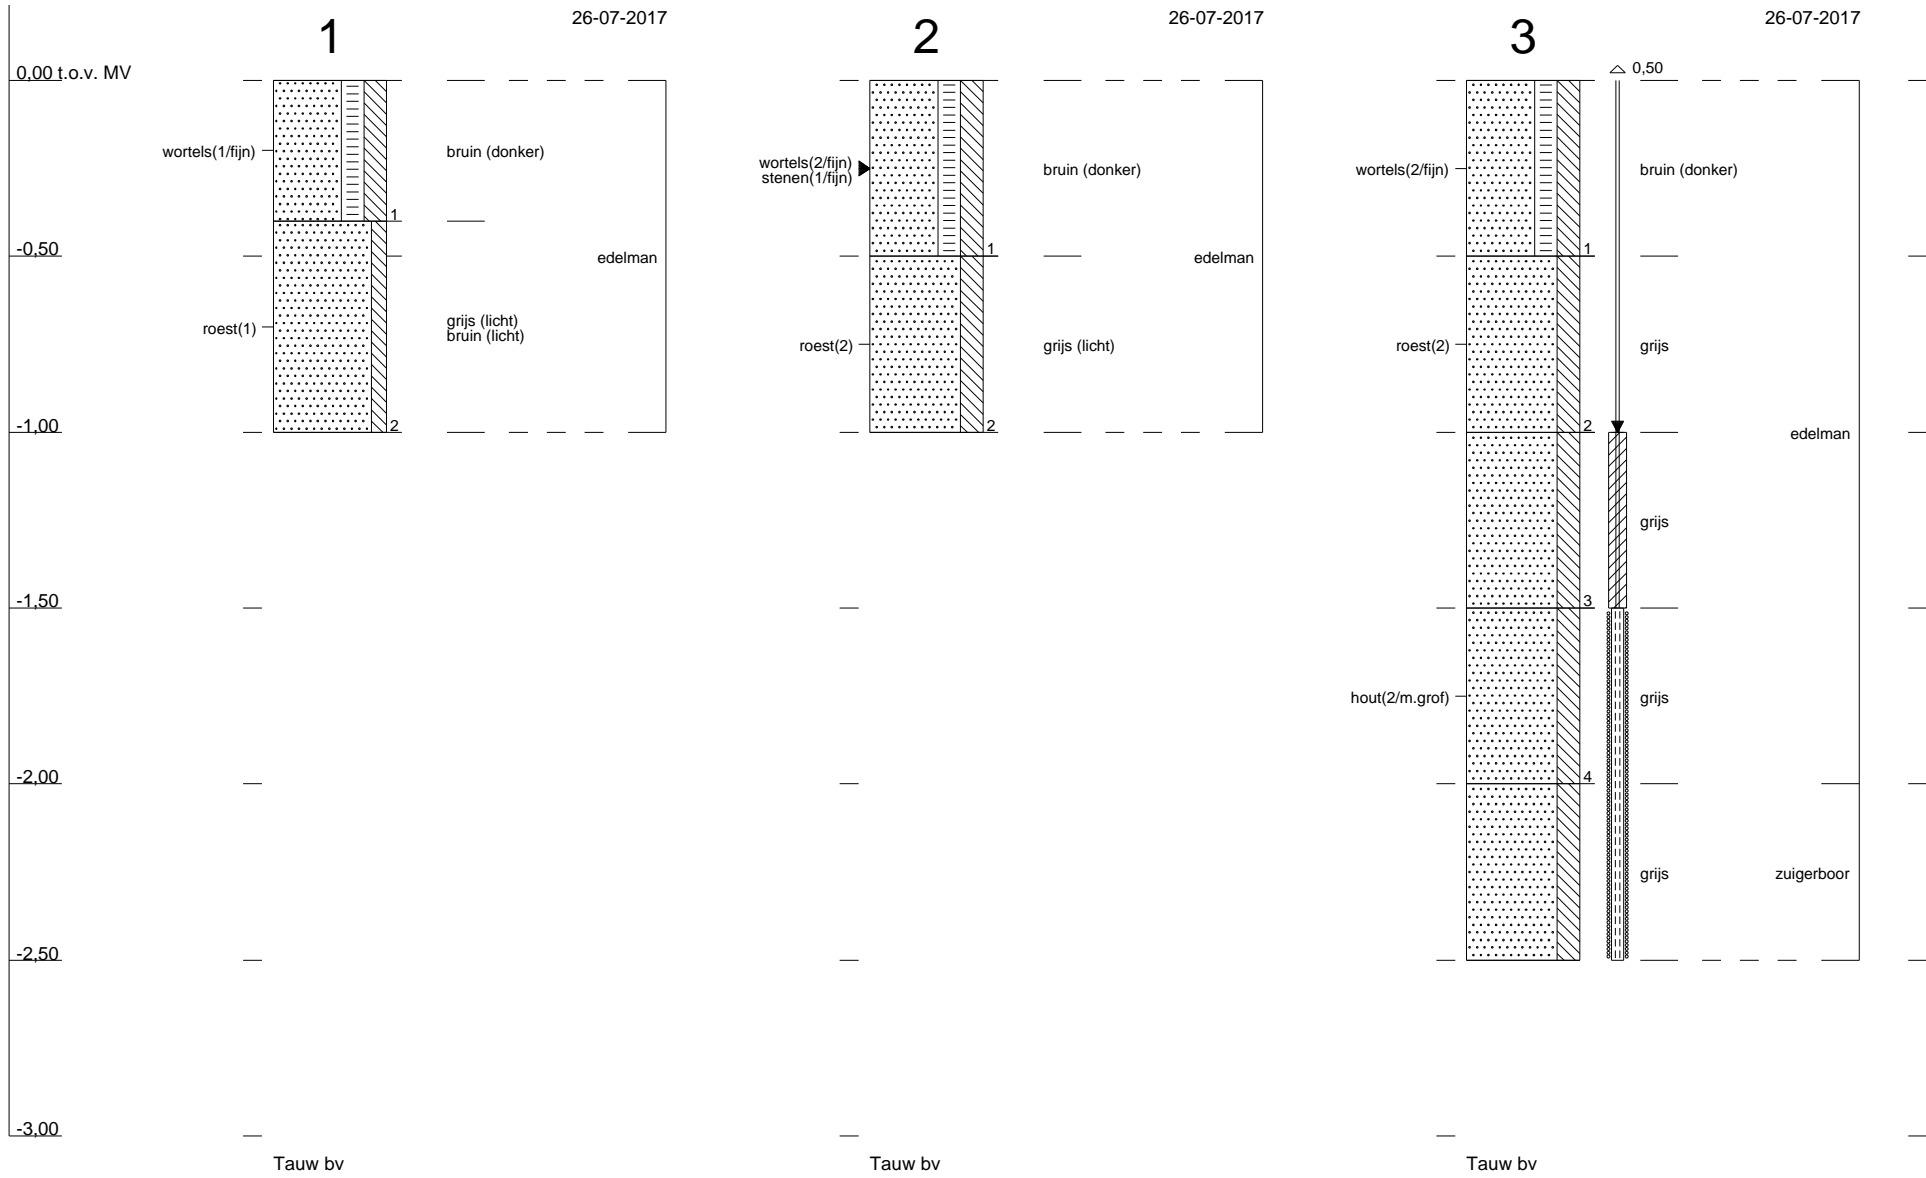 1
26-07-2017
2
26-07-2017
3
26-07-2017
0,00 t.o.v. MV
-0,50
-1,00
-1,50
-2,00
-2,50
-3,00
wortels(1/fijn)
bruin (donker)
1
edelman
roest(1)
grijs (licht)
bruin (licht)
2
Tauw bv
wortels(2/fijn)
stenen(1/fijn)
bruin (donker)
1
edelman
roest(2)
grijs (licht)
2
Tauw bv
0,50
wortels(2/fijn)
bruin (donker)
1
roest(2)
grijs
2
edelman
grijs
3
hout(2/m.grof)
grijs
4
grijs
zuigerboor
Tauw bv